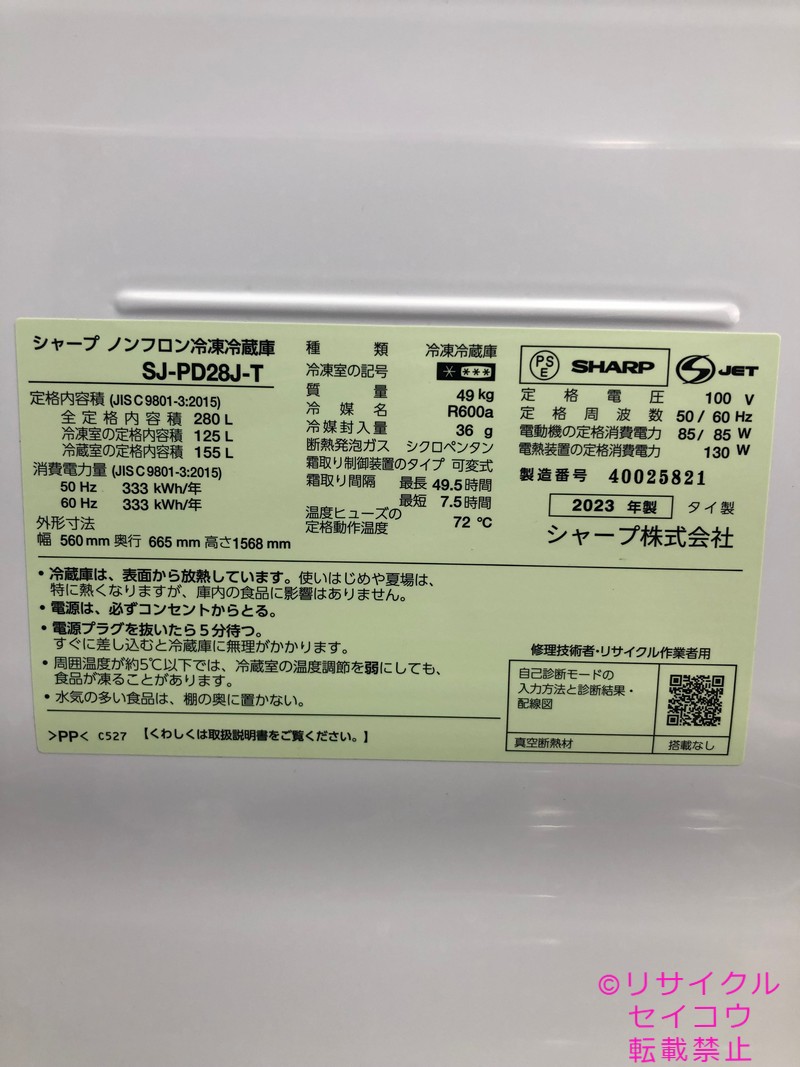 シャープ ノンフロン冷凍冷蔵庫
SJ-PD28J-T
定格内容積 (JIS C 9801-3:2015)
全定格内容積 280 L
冷凍室の定格内容積 125 L
冷蔵室の定格内容積 155 L
消費電力量 (JIS C 9801-3:2015)
50 Hz 333 kWh/年
60 Hz 333 kWh/年
外形寸法
幅 560 mm 奥行 665 mm 高さ1568 mm
種類 冷凍冷蔵庫
冷凍室の記号 * ***
質量 49 kg
冷媒名 R600a
冷媒封入量 36 g
断熱発泡ガス シクロペンタン
霜取り制御装置のタイプ 可変式
霜取り間隔 最長 49.5 時間
最短 7.5 時間
温度ヒューズの
定格動作温度 72 ℃
PS
E
SHARP
S JET
定格電圧 100 V
定格周波数 50 / 60 Hz
電動機の定格消費電力 85/ 85 W
電熱装置の定格消費電力 130 W
製造番号 40025821
2023 年製 タイ製
シャープ株式会社
• 冷蔵庫は、表面から放熱しています。使いはじめや夏場は、
特に熱くなりますが、庫内の食品に影響はありません。
• 電源は、必ずコンセントからとる。
• 電源プラグを抜いたら5分待つ。
すぐに差し込むと冷蔵庫に無理がかかります。
• 周囲温度が約5℃以下では、冷蔵室の温度調節を弱にしても、
食品が凍ることがあります。
• 水気の多い食品は、棚の奥に置かない。
>PP< C527 【くわしくは取扱説明書をご覧ください。】
修理技術者・リサイクル作業者用
自己診断モードの
入力方法と診断結果・
配線図
真空断熱材 搭載なし
©リサイクル
セイコウ
転載禁止